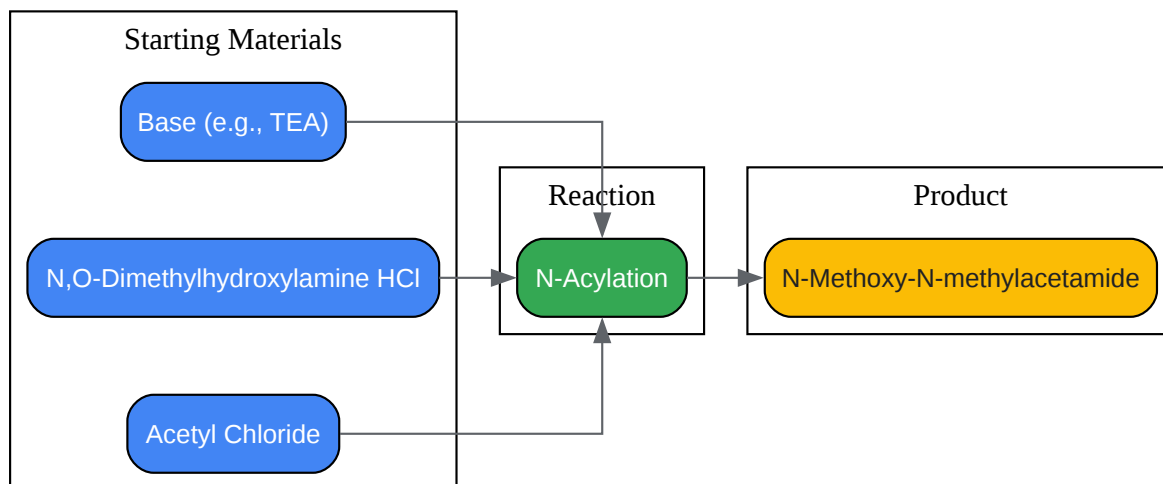 Starting Materials
Base (e.g., TEA)
N,O-Dimethylhydroxylamine HCl
Acetyl Chloride
Reaction
N-Acylation
Product
N-Methoxy-N-methylacetamide